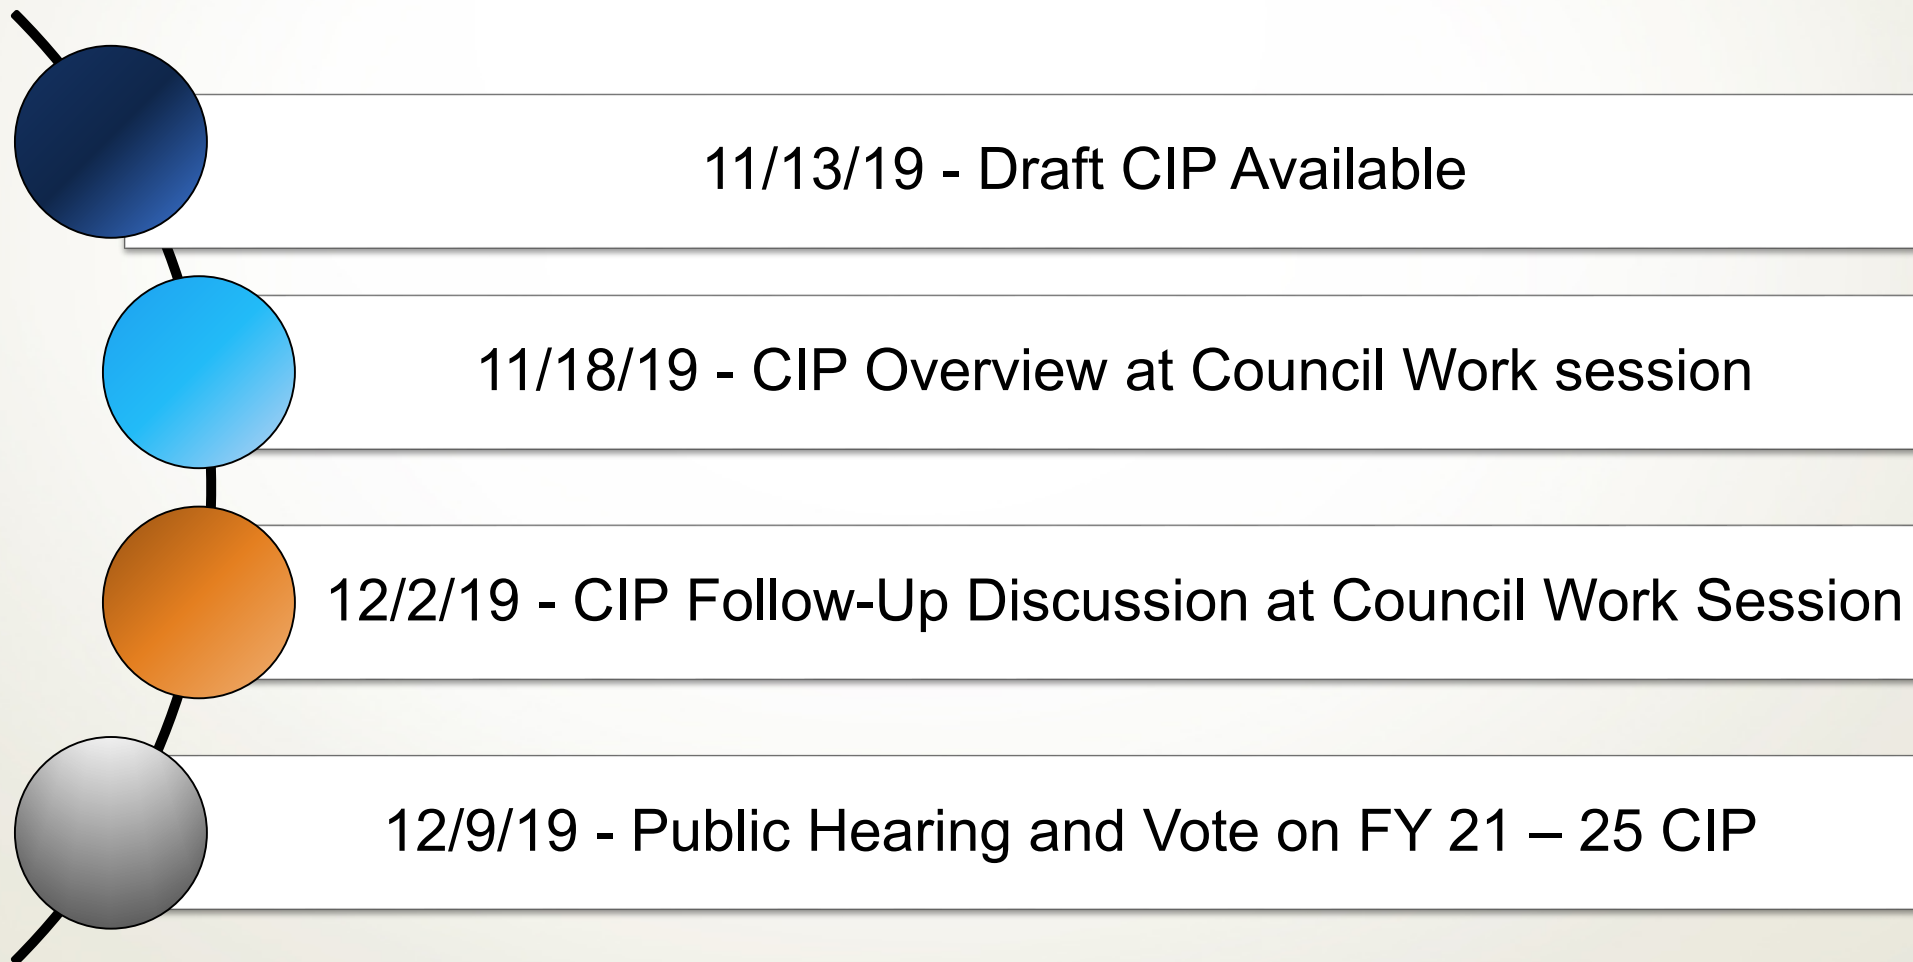 11/13/19 - Draft CIP Available
11/18/19 - CIP Overview at Council Work session
12/2/19 - CIP Follow-Up Discussion at Council Work Session
12/9/19 - Public Hearing and Vote on FY 21 – 25 CIP